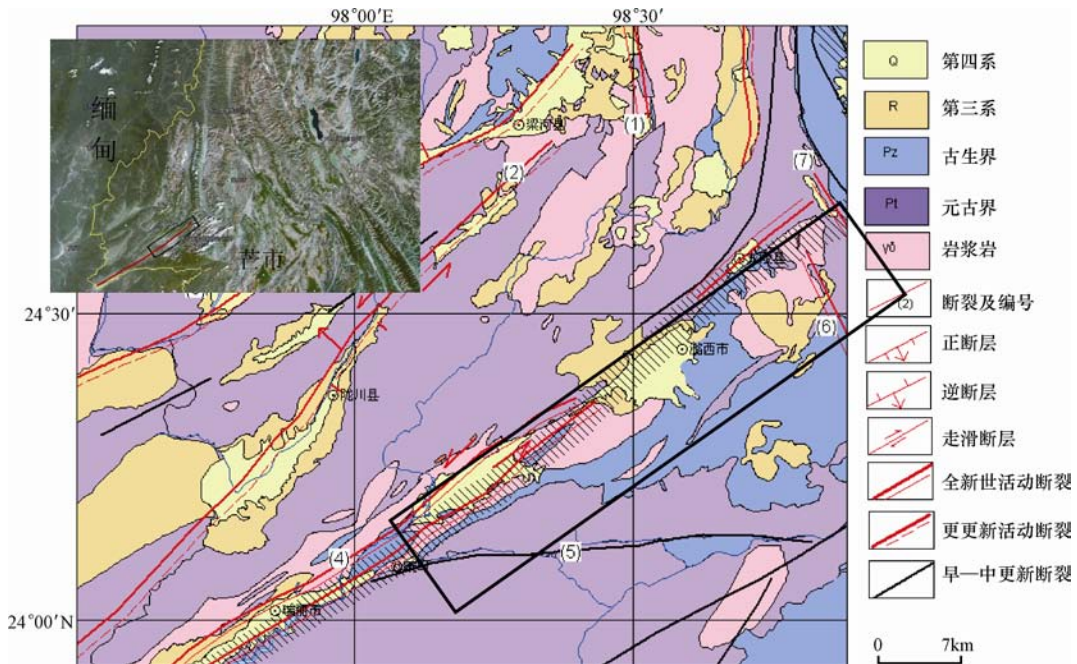 98°00′E
98°30′
24°30′
24°00′N
缅
甸
芒市
梁河县
(1)
(2)
(7)
(6)
潞西市
陇川县
(4)
(5)
瑞丽市
Q 第四系
R 第三系
Pz 古生界
Pt 元古界
γδ 岩浆岩
(2) 断裂及编号
正断层
逆断层
走滑断层
全新世活动断裂
更更新活动断裂
早—中更新断裂
0 7km